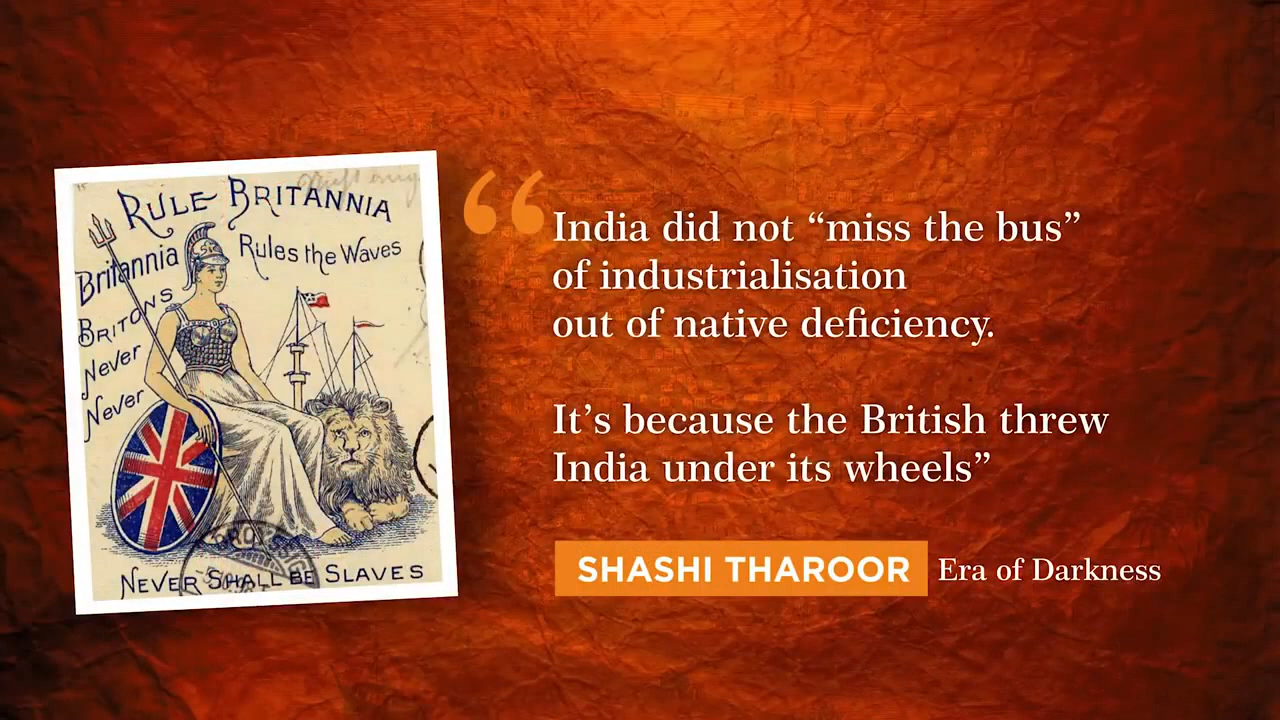 RULE BRITANNIA
Britannia Rules the Waves
BRITONS
Never
Never
NEVER SHALL BE SLAVES
“India did not “miss the bus”
of industrialisation
out of native deficiency.
It’s because the British threw
India under its wheels”
SHASHI THAROOR Era of Darkness